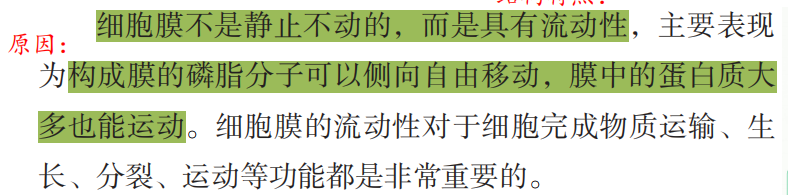 细胞膜不是静止不动的，而是具有流动性，主要表现
原因：
为构成膜的磷脂分子可以侧向自由移动，膜中的蛋白质大
多也能运动。细胞膜的流动性对于细胞完成物质运输、生
长、分裂、运动等功能都是非常重要的。